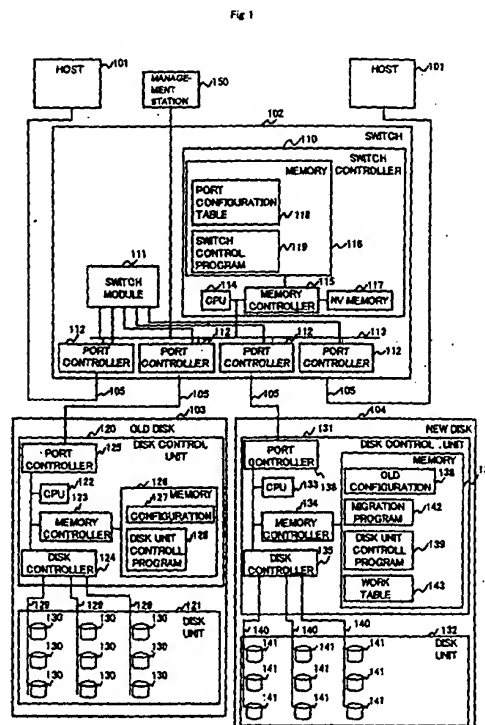 Fig 1
HOST
101
MANAGE-
MENT
STATION
150
HOST
101
102
SWITCH
110
SWITCH
CONTROLLER
MEMORY
PORT
CONFIGURATION
TABLE
118
SWITCH
CONTROL
PROGRAM
119
116
111
SWITCH
MODULE
114
CPU
115
MEMORY
CONTROLLER
117
NV MEMORY
112
112
112
113
112
PORT
CONTROLLER
PORT
CONTROLLER
PORT
CONTROLLER
PORT
CONTROLLER
105
105
105
105
103
OLD DISK
120
DISK CONTROL
UNIT
125
PORT
CONTROLLER
122
CPU
123
MEMORY
CONTROLLER
126
MEMORY
127
CONFIGURATION
DISK UNIT
CONTROLL
PROGRAM
128
124
DISK
CONTROLLER
129
129
129
121
DISK
UNIT
130
130
130
130
130
130
130
130
130
104
NEW DISK
131
DISK CONTROL UNIT
PORT
CONTROLLER
136
MEMORY
OLD
CONFIGURATION
138
CPU
133
134
MEMORY
CONTROLLER
MIGRATION
PROGRAM
142
DISK UNIT
CONTROLL
PROGRAM
139
WORK
TABLE
143
DISK
CONTROLLER
135
140
140
140
132
DISK
UNIT
141
141
141
141
141
141
141
141
141